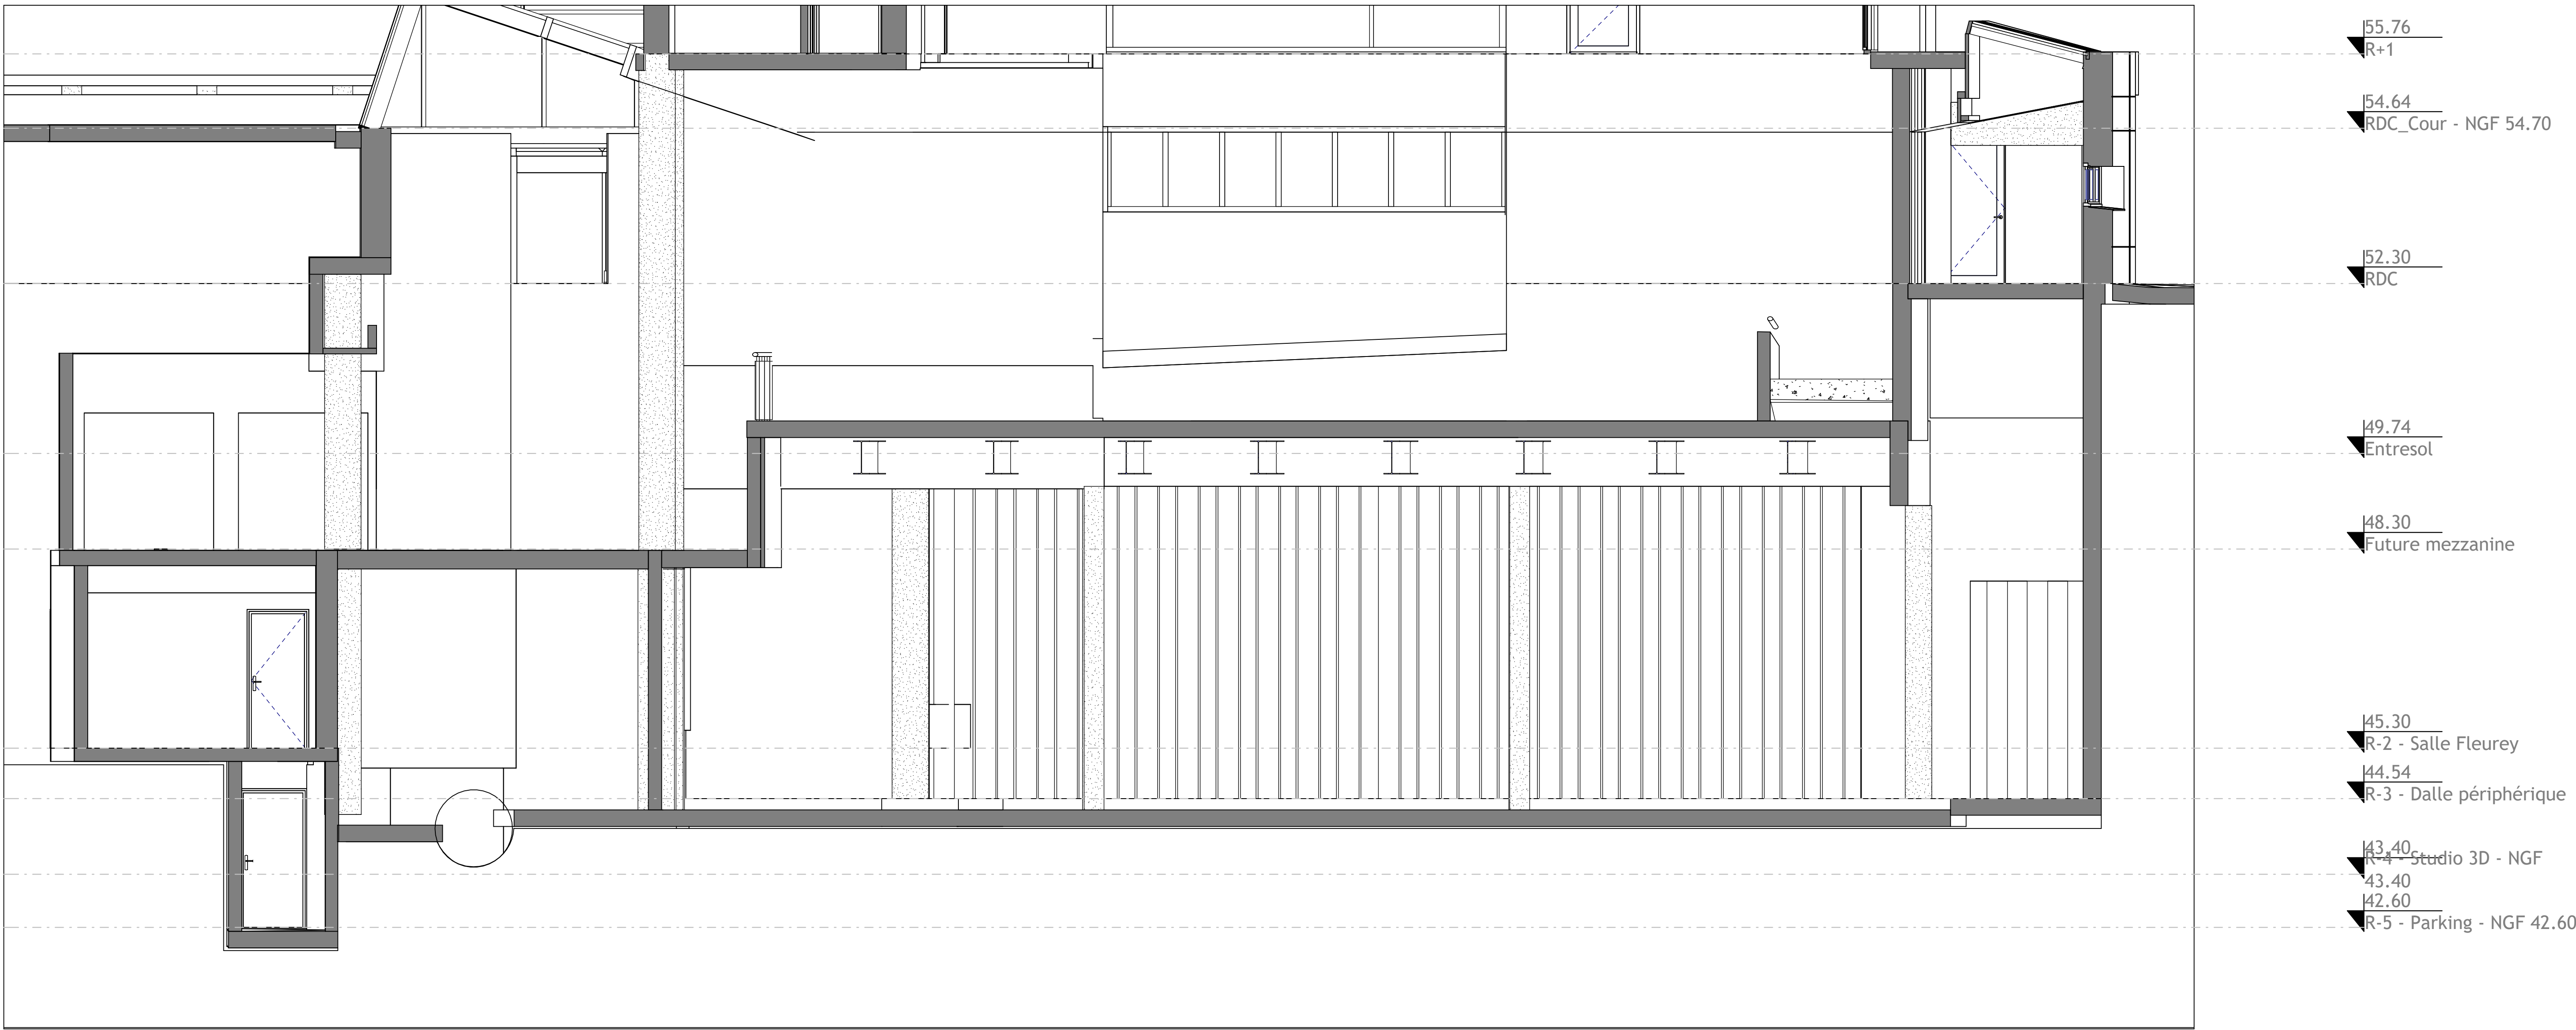 55.76
R+1
54.64
RDC_Cour - NGF 54.70
52.30
RDC
49.74
Entresol
48.30
Future mezzanine
45.30
R-2 - Salle Fleurey
44.54
R-3 - Dalle périphérique
43.40
R-4 - Studio 3D - NGF
43.40
42.60
R-5 - Parking - NGF 42.60